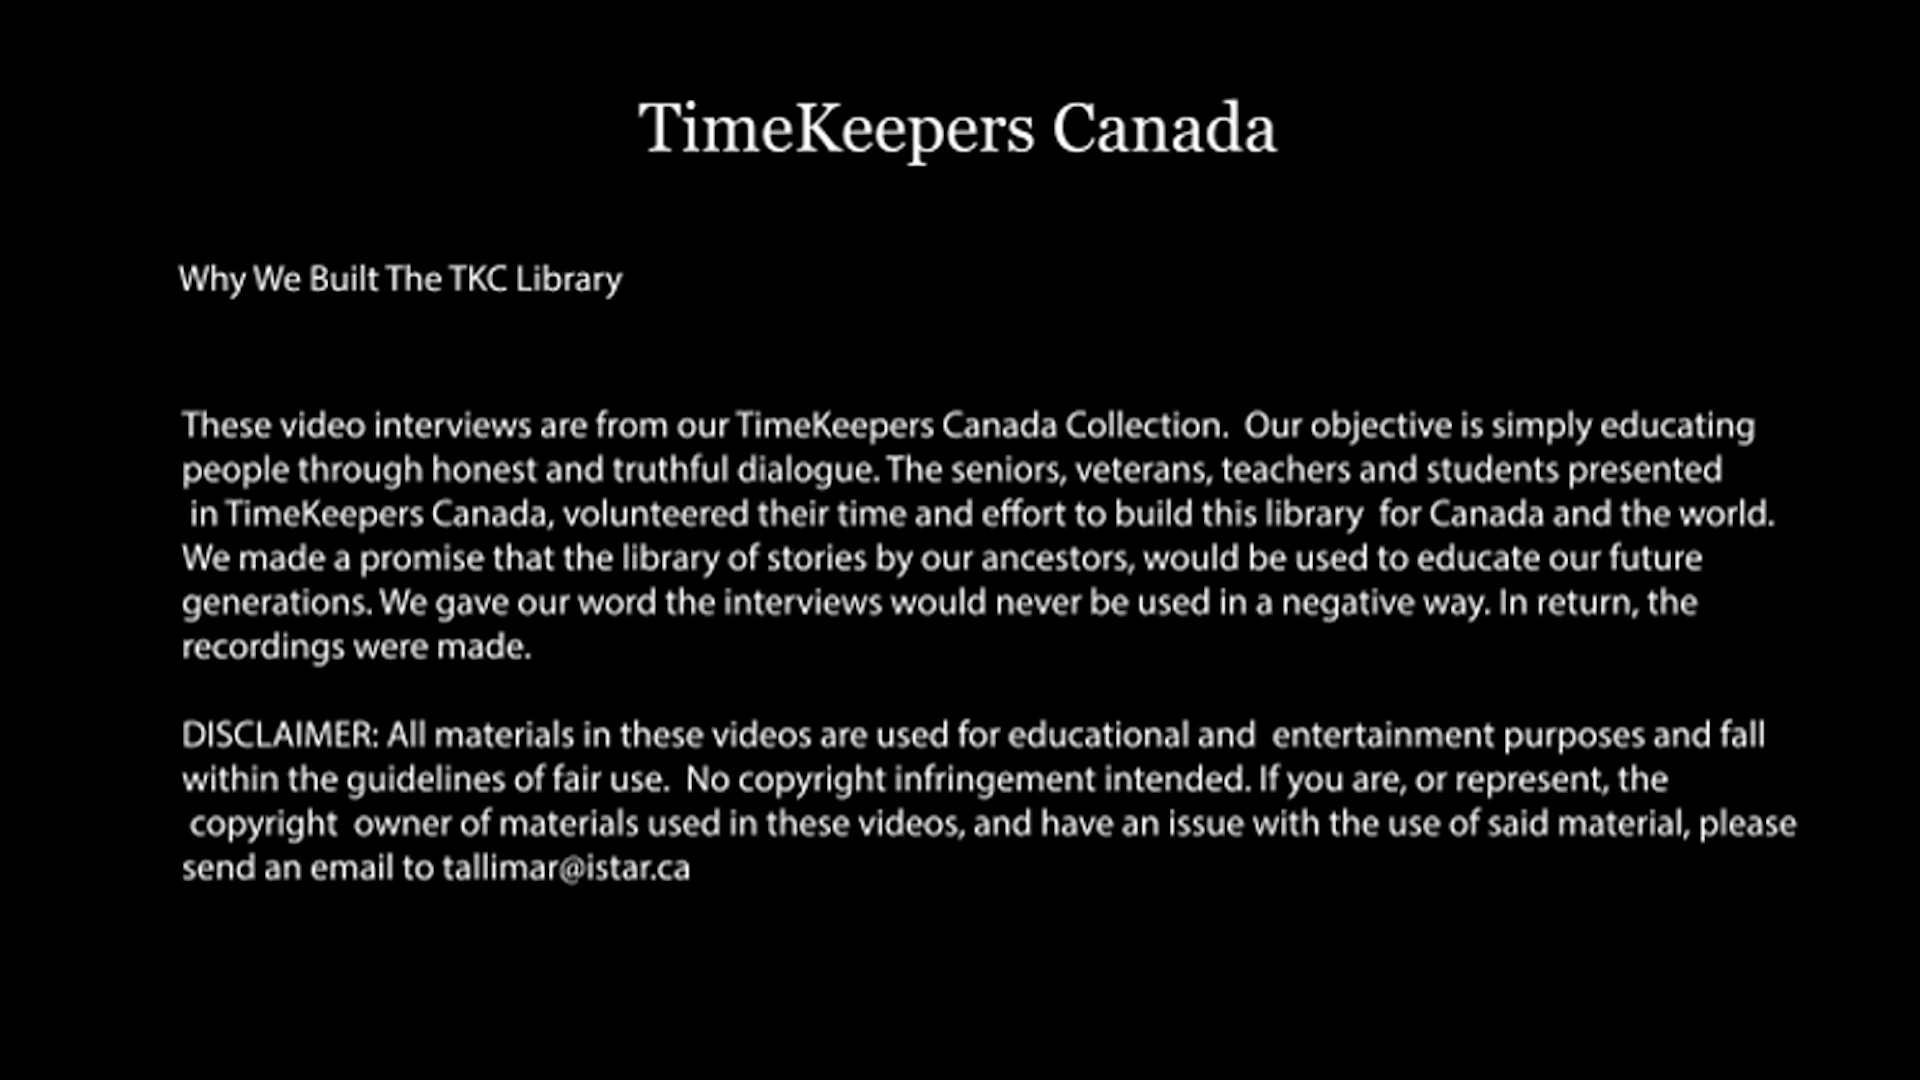 TimeKeepers Canada
Why We Built The TKC Library
These video interviews are from our TimeKeepers Canada Collection.  Our objective is simply educating
people through honest and truthful dialogue. The seniors, veterans, teachers and students presented
in TimeKeepers Canada, volunteered their time and effort to build this library  for Canada and the world.
We made a promise that the library of stories by our ancestors, would be used to educate our future
generations. We gave our word the interviews would never be used in a negative way. In return, the
recordings were made.
DISCLAIMER: All materials in these videos are used for educational and  entertainment purposes and fall
within the guidelines of fair use.  No copyright infringement intended. If you are, or represent, the
copyright  owner of materials used in these videos, and have an issue with the use of said material, please
send an email to tallimar@istar.ca